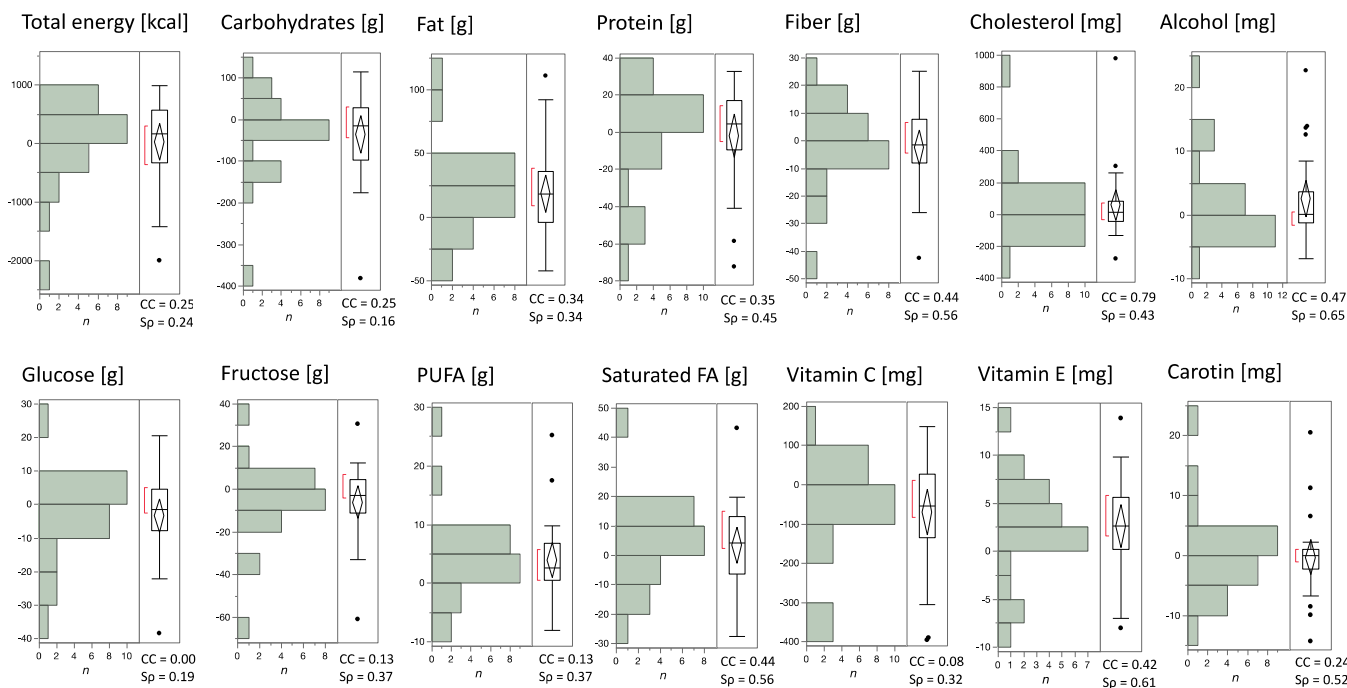 Total energy [kcal]
1000
0
-1000
-2000
0 2 4 6 8
n
CC = 0.25
Sρ = 0.24
Carbohydrates [g]
100
0
-100
-200
-300
-400
0 2 4 6 8
n
CC = 0.25
Sρ = 0.16
Fat [g]
100
50
0
50
0 2 4 6 8
n
CC = 0.34
Sρ = 0.34
Protein [g]
40
20
0
-20
-40
-60
-80
0 2 4 6 8 10
n
CC = 0.35
Sρ = 0.45
Fiber [g]
30
20
10
0
-10
-20
-30
-40
-50
0 2 4 6 8
n
CC = 0.44
Sρ = 0.56
Cholesterol [mg]
1000
800
600
400
200
0
-200
-400
0 2 4 6 8 10
n
CC = 0.79
Sρ = 0.43
Alcohol [mg]
20
10
0
-10
0 2 4 6 8 10 12
n
CC = 0.47
Sρ = 0.65
Glucose [g]
30
20
10
0
-10
-20
-30
-40
0 2 4 6 8 10
n
CC = 0.00
Sρ = 0.19
Fructose [g]
40
20
0
-20
-40
-60
0 2 4 6 8
n
CC = 0.13
Sρ = 0.37
PUFA [g]
30
20
10
0
-10
0 2 4 6 8
n
CC = 0.13
Sρ = 0.37
Saturated FA [g]
50
40
30
20
10
0
-10
-20
-30
0 2 4 6 8
n
CC = 0.44
Sρ = 0.56
Vitamin C [mg]
200
100
0
-100
-200
-300
-400
0 2 4 6 8 10
n
CC = 0.08
Sρ = 0.32
Vitamin E [mg]
15
10
5
0
-5
-10
0 1 2 3 4 5 6 7
n
CC = 0.42
Sρ = 0.61
Carotin [mg]
20
10
0
-10
0 2 4 6 8
n
CC = 0.24
Sρ = 0.52